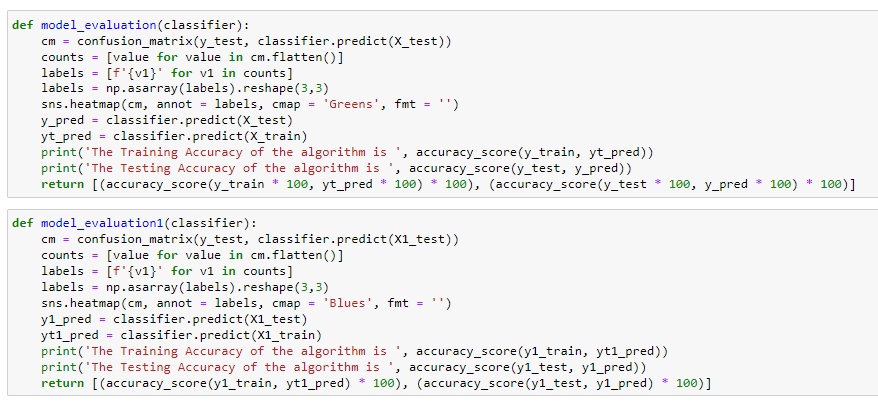 def model_evaluation(classifier):
    cm = confusion_matrix(y_test, classifier.predict(X_test))
    counts = [value for value in cm.flatten()]
    labels = [f'{v1}' for v1 in counts]
    labels = np.asarray(labels).reshape(3,3)
    sns.heatmap(cm, annot = labels, cmap = 'Greens', fmt = '')
    y_pred = classifier.predict(X_test)
    yt_pred = classifier.predict(X_train)
    print('The Training Accuracy of the algorithm is ', accuracy_score(y_train, yt_pred))
    print('The Testing Accuracy of the algorithm is ', accuracy_score(y_test, y_pred))
    return [(accuracy_score(y_train * 100, yt_pred * 100) * 100), (accuracy_score(y_test * 100, y_pred * 100) * 100)]
def model_evaluation1(classifier):
    cm = confusion_matrix(y_test, classifier.predict(X1_test))
    counts = [value for value in cm.flatten()]
    labels = [f'{v1}' for v1 in counts]
    labels = np.asarray(labels).reshape(3,3)
    sns.heatmap(cm, annot = labels, cmap = 'Blues', fmt = '')
    y1_pred = classifier.predict(X1_test)
    yt1_pred = classifier.predict(X1_train)
    print('The Training Accuracy of the algorithm is ', accuracy_score(y1_train, yt1_pred))
    print('The Testing Accuracy of the algorithm is ', accuracy_score(y1_test, y1_pred))
    return [(accuracy_score(y1_train, yt1_pred) * 100), (accuracy_score(y1_test, y1_pred) * 100)]